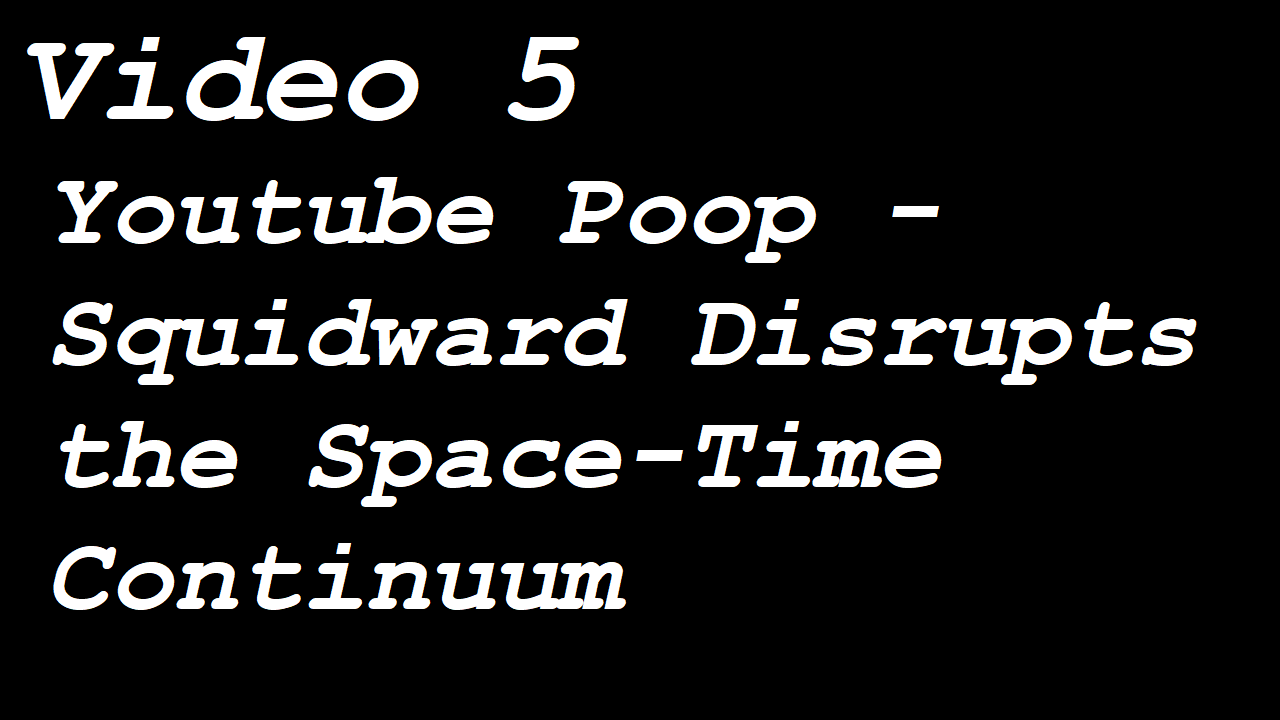 Video 5
Youtube Poop -
Squidward Disrupts
the Space-Time
Continuum